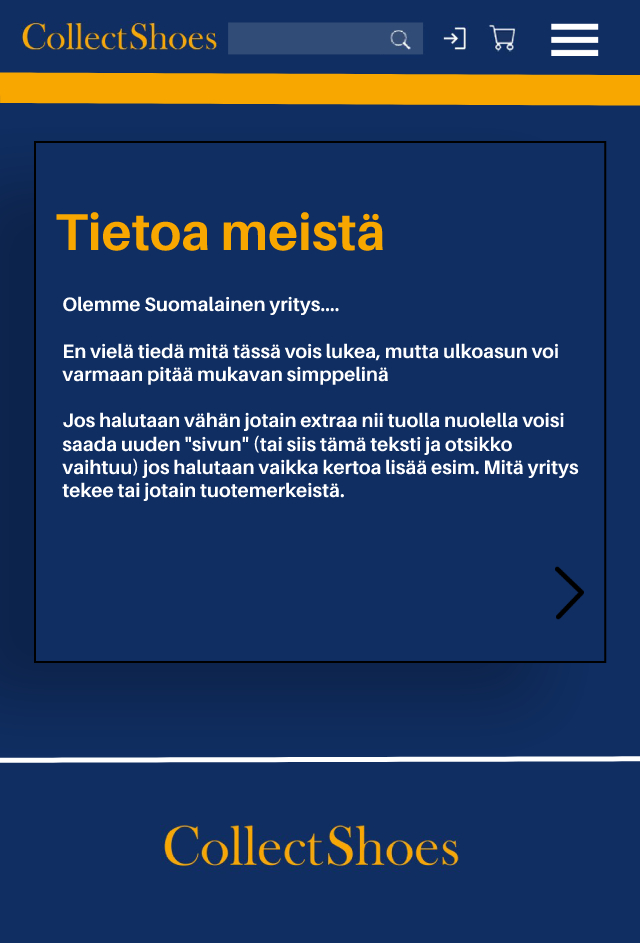 CollectShoes
Tietoa meistä
Olemme Suomalainen yritys....
En vielä tiedä mitä tässä vois lukea, mutta ulkoasun voi
varmaan pitää mukavan simppelinä
Jos halutaan vähän jotain extraa nii tuolla nuolella voisi
saada uuden "sivun" (tai siis tämä teksti ja otsikko
vaihtuu) jos halutaan vaikka kertoa lisää esim. Mitä yritys
tekee tai jotain tuotemerkeistä.
CollectShoes